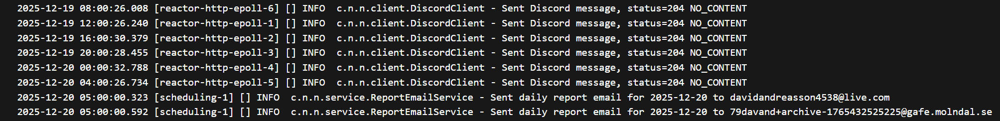 2025-12-19 08:00:26.008 [reactor-http-epoll-6] [] INFO  c.n.n.client.DiscordClient - Sent Discord message, status=204 NO_CONTENT
2025-12-19 12:00:26.240 [reactor-http-epoll-1] [] INFO  c.n.n.client.DiscordClient - Sent Discord message, status=204 NO_CONTENT
2025-12-19 16:00:30.379 [reactor-http-epoll-2] [] INFO  c.n.n.client.DiscordClient - Sent Discord message, status=204 NO_CONTENT
2025-12-19 20:00:28.455 [reactor-http-epoll-3] [] INFO  c.n.n.client.DiscordClient - Sent Discord message, status=204 NO_CONTENT
2025-12-20 00:00:32.788 [reactor-http-epoll-4] [] INFO  c.n.n.client.DiscordClient - Sent Discord message, status=204 NO_CONTENT
2025-12-20 04:00:26.734 [reactor-http-epoll-5] [] INFO  c.n.n.client.DiscordClient - Sent Discord message, status=204 NO_CONTENT
2025-12-20 05:00:00.323 [scheduling-1] [] INFO  c.n.n.service.ReportEmailService - Sent daily report email for 2025-12-20 to davidandreasson4538@live.com
2025-12-20 05:00:00.592 [scheduling-1] [] INFO  c.n.n.service.ReportEmailService - Sent daily report email for 2025-12-20 to 79davand+archive-1765432525225@gafe.molndal.se